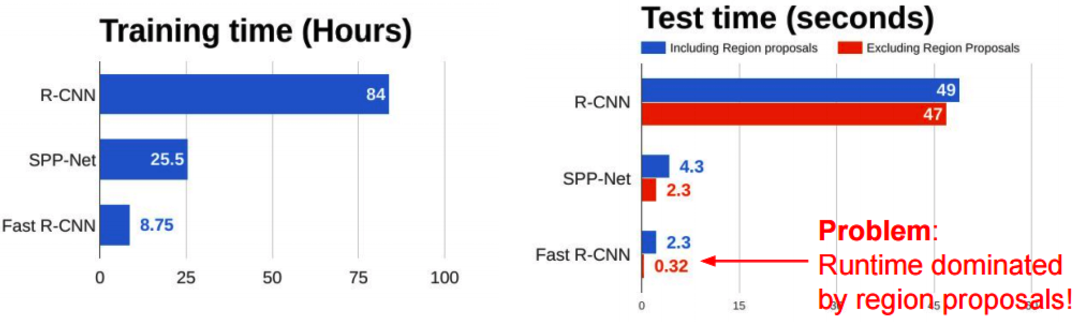 Training time (Hours)
R-CNN
84
SPP-Net
25.5
Fast R-CNN
8.75
0 25 50 75 100
Test time (seconds)
Including Region proposals Excluding Region Proposals
R-CNN
49
47
SPP-Net
4.3
2.3
Fast R-CNN
2.3
0.32
Problem:
Runtime dominated
by region proposals!
0 15 30 45